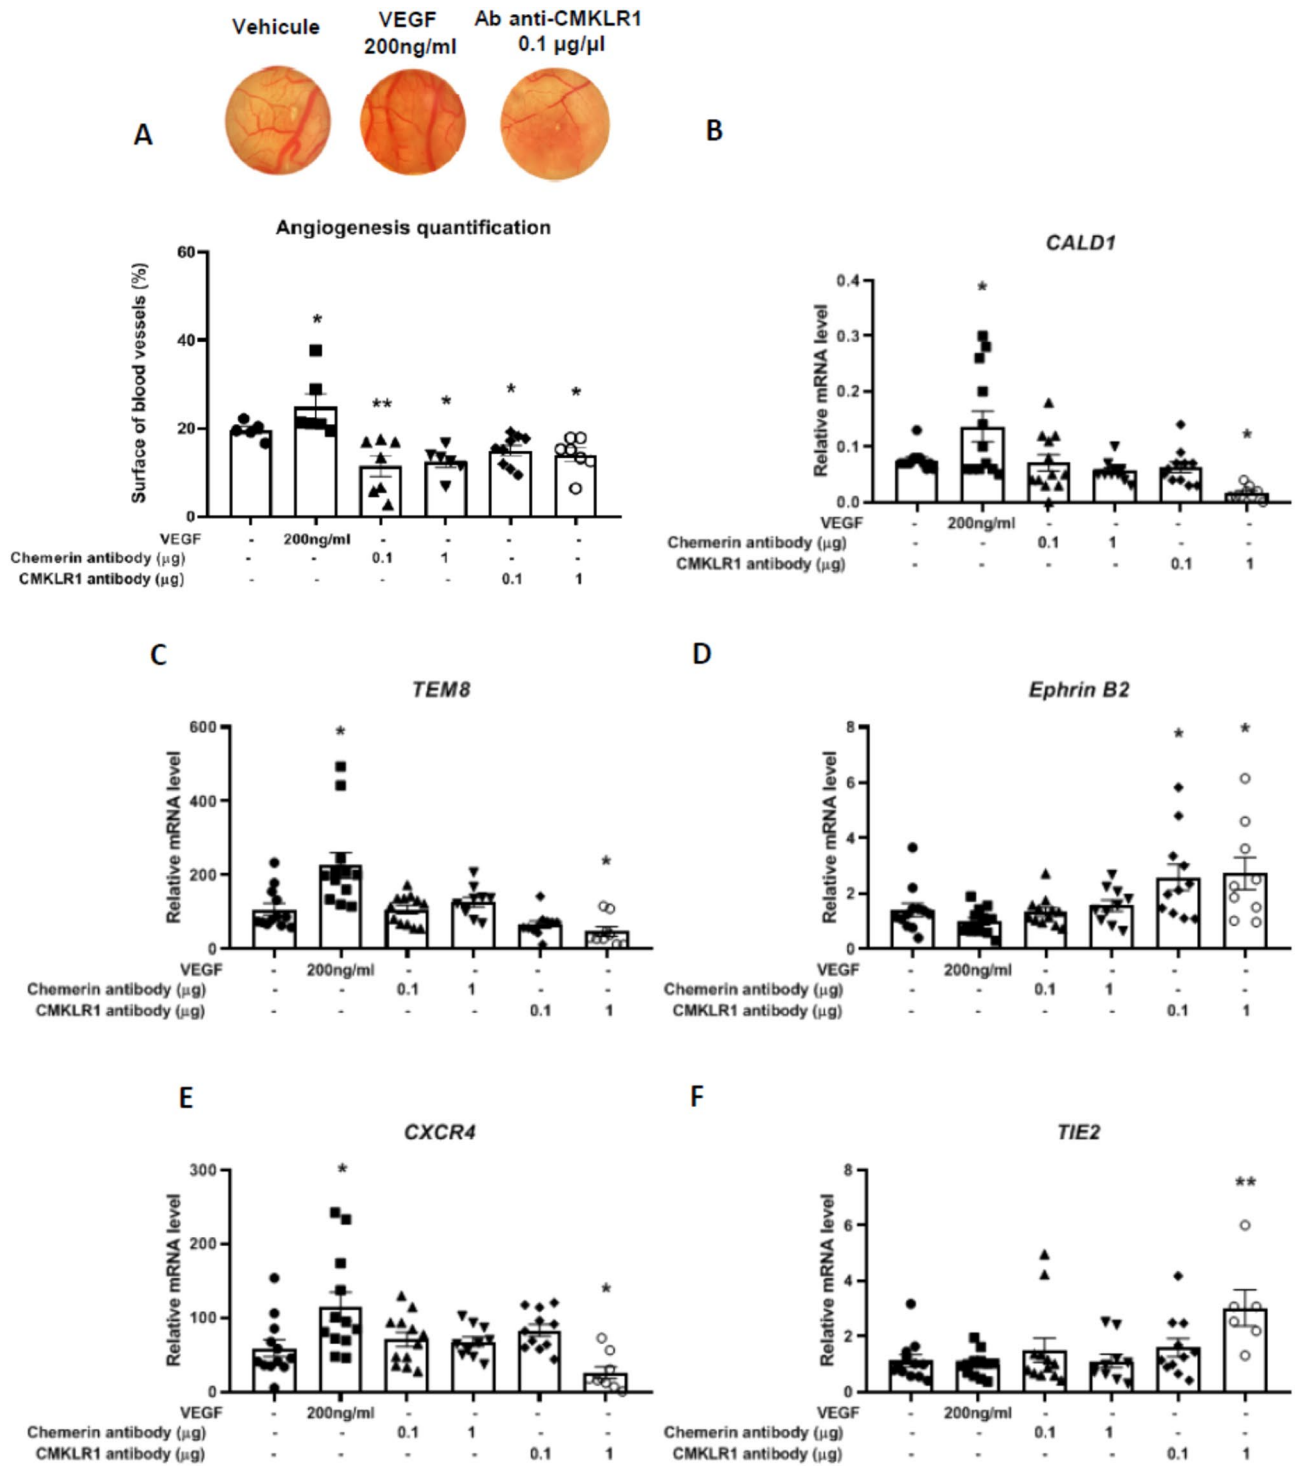 Vehicule
VEGF
200ng/ml
Ab anti-CMKLR1
0.1 µg/µl
A
Angiogenesis quantification
Surface of blood vessels (%)
60
40
20
0
*
**
*
*
*
VEGF - 200ng/ml - - - -
Chemerin antibody (µg) - - 0.1 1 - -
CMKLR1 antibody (µg) - - - - 0.1 1
B
CALD1
Relative mRNA level
0.4
0.3
0.2
0.1
0.0
*
*
VEGF - 200ng/ml - - - -
Chemerin antibody (µg) - - 0.1 1 - -
CMKLR1 antibody (µg) - - - - 0.1 1
C
TEM8
Relative mRNA level
600
400
200
0
*
*
VEGF - 200ng/ml - - - -
Chemerin antibody (µg) - - 0.1 1 - -
CMKLR1 antibody (µg) - - - - 0.1 1
D
Ephrin B2
Relative mRNA level
8
6
4
2
0
*
*
VEGF - 200ng/ml - - - -
Chemerin antibody (µg) - - 0.1 1 - -
CMKLR1 antibody (µg) - - - - 0.1 1
E
CXCR4
Relative mRNA level
300
200
100
0
*
*
VEGF - 200ng/ml - - - -
Chemerin antibody (µg) - - 0.1 1 - -
CMKLR1 antibody (µg) - - - - 0.1 1
F
TIE2
Relative mRNA level
8
6
4
2
0
**
VEGF - 200ng/ml - - - -
Chemerin antibody (µg) - - 0.1 1 - -
CMKLR1 antibody (µg) - - - - 0.1 1